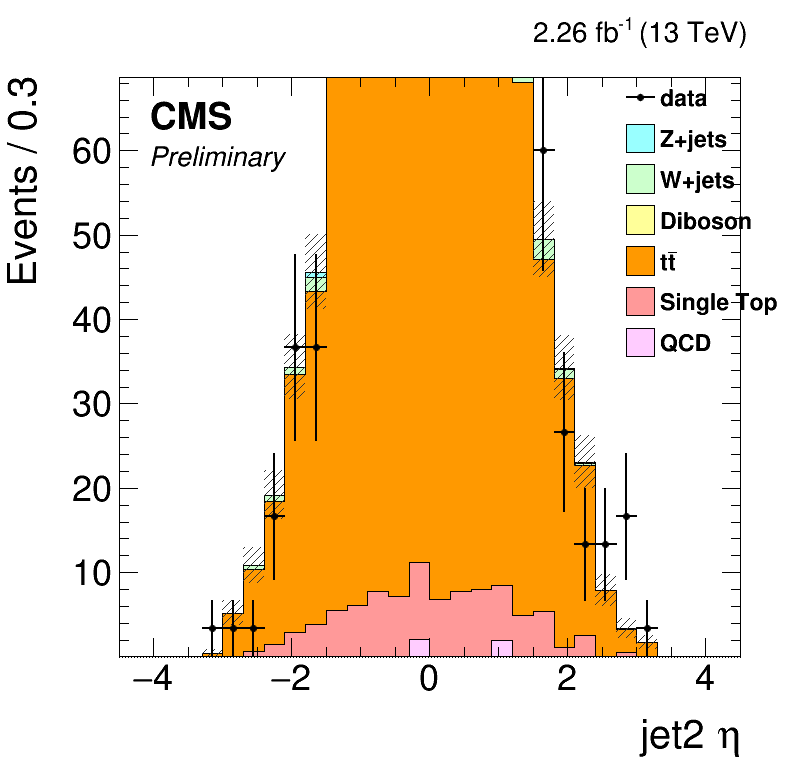 2.26 fb⁻¹ (13 TeV)
Events / 0.3
CMS
Preliminary
data
Z+jets
W+jets
Diboson
tt̄
Single Top
QCD
60
50
40
30
20
10
−4 −2 0 2 4
jet2 η